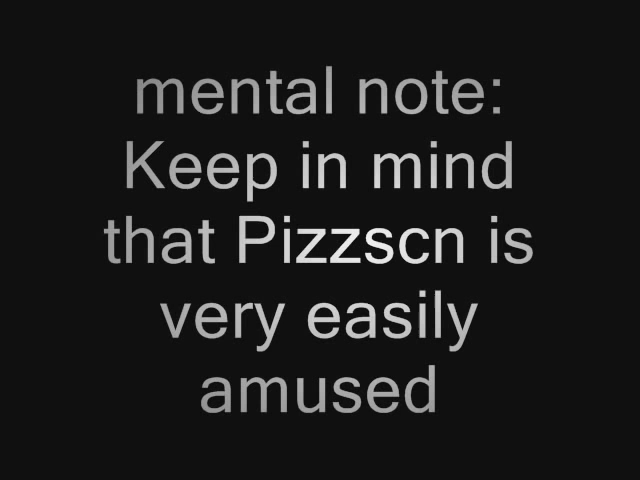 mental note:
Keep in mind
that Pizzscn is
very easily
amused